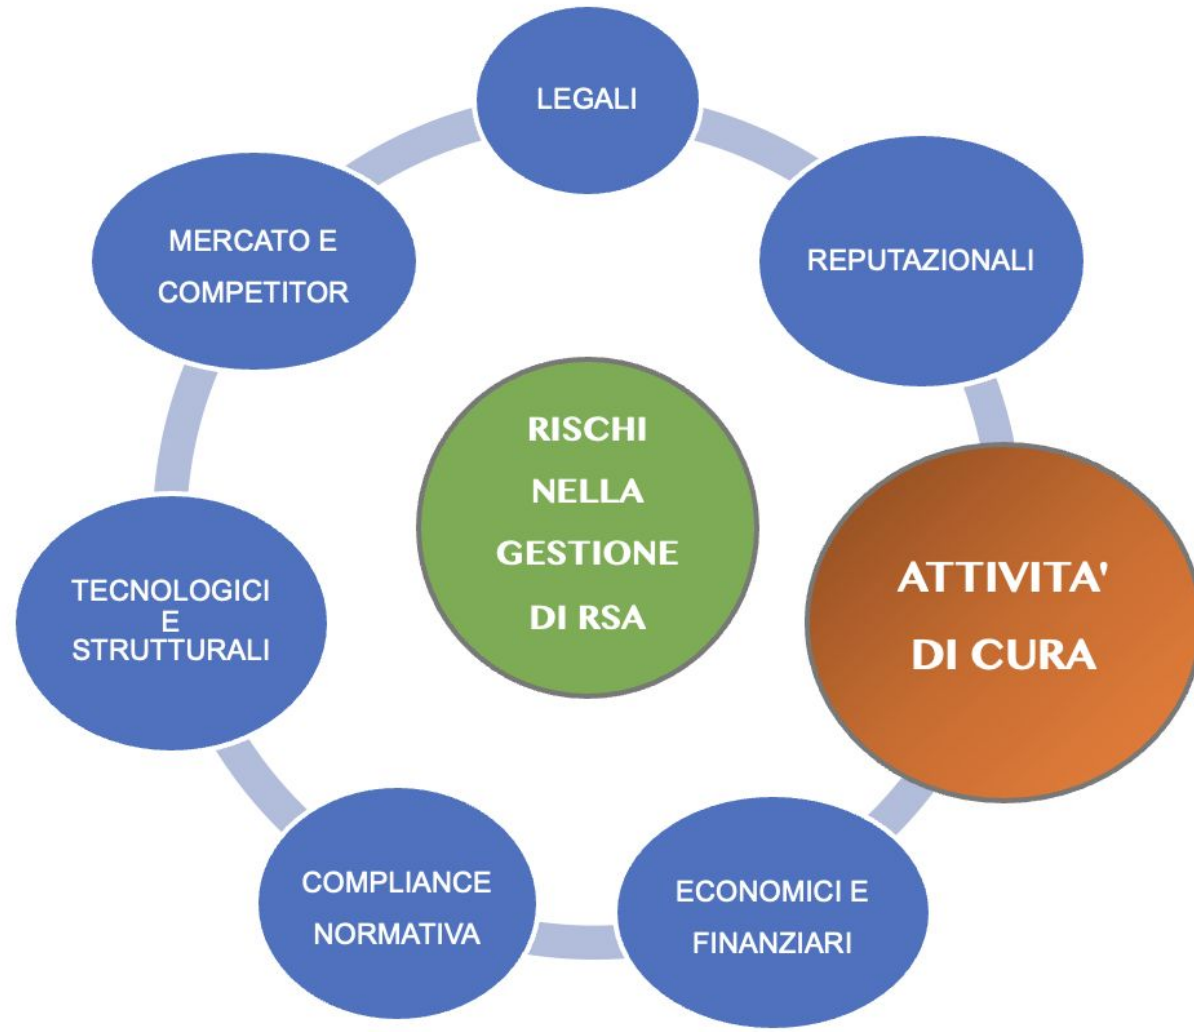 LEGALI
REPUTAZIONALI
ATTIVITA'
DI CURA
ECONOMICI E
FINANZIARI
COMPLIANCE
NORMATIVA
TECNOLOGICI
E
STRUTTURALI
MERCATO E
COMPETITOR
RISCHI
NELLA
GESTIONE
DI RSA